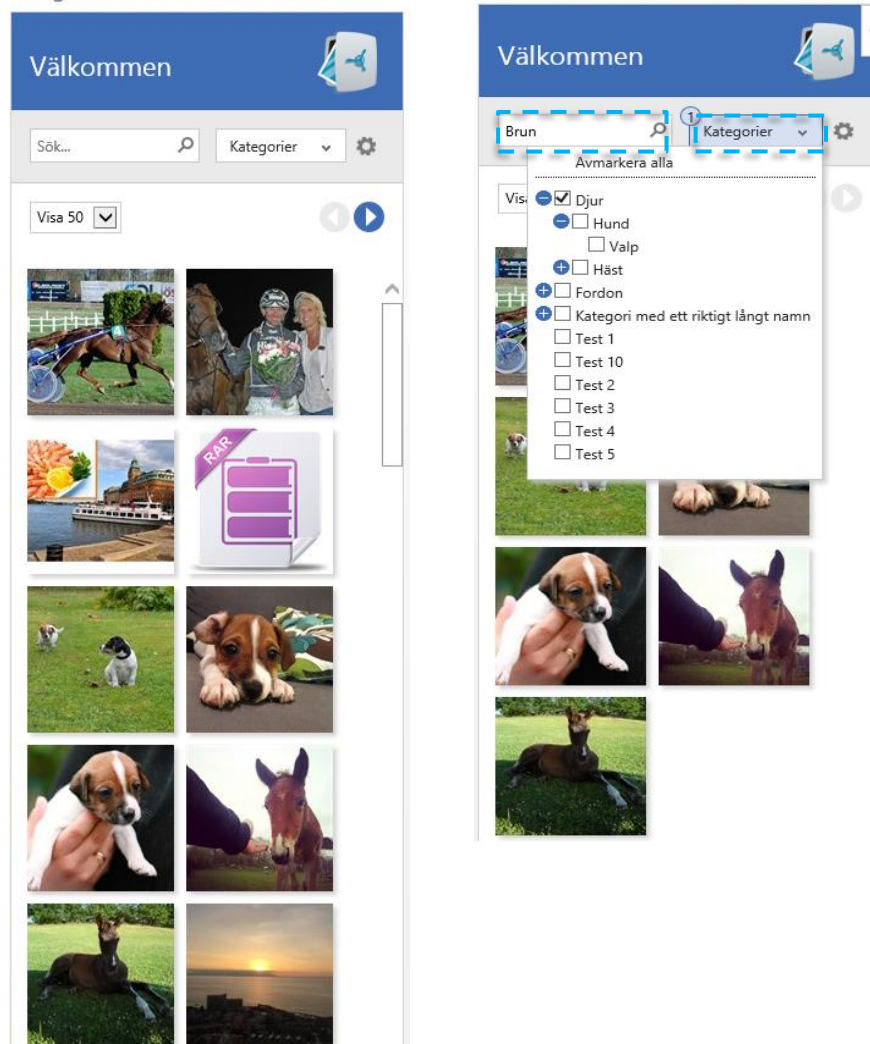 Välkommen
Sök...
Kategorier
Visa 50
4
RAR
Välkommen
Brun
1
Kategorier
Avmarkera alla
Djur
Hund
Valp
Häst
Fordon
Kategori med ett riktigt långt namn
Test 1
Test 10
Test 2
Test 3
Test 4
Test 5